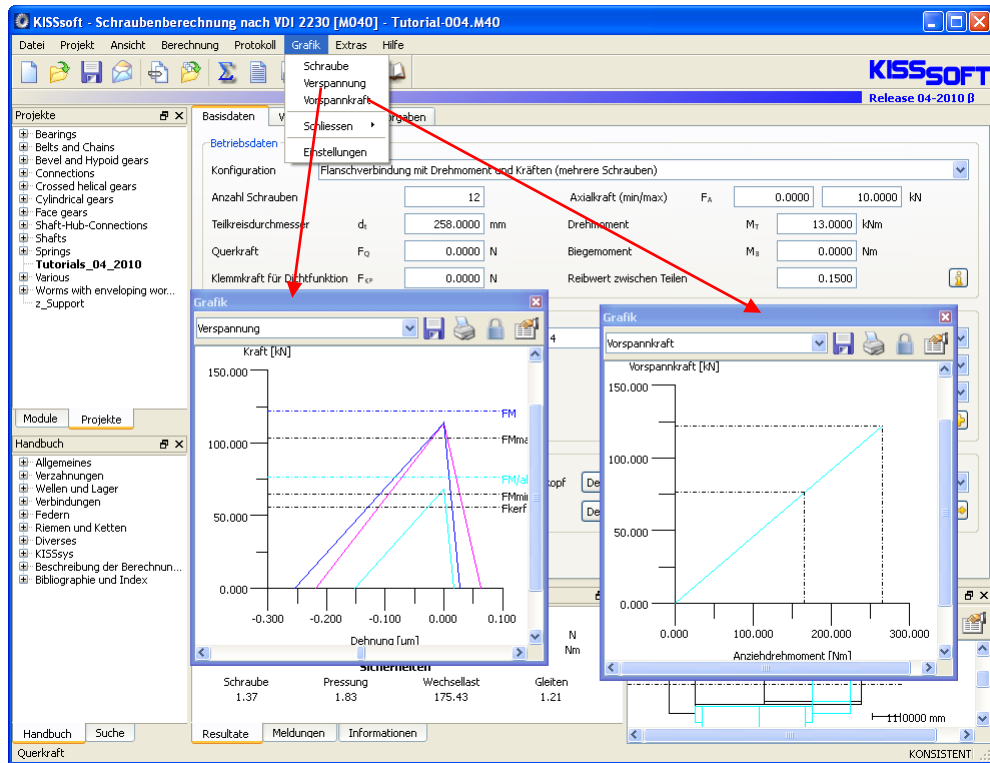 KISSsoft - Schraubenberechnung nach VDI 2230 [M040] - Tutorial-004.M40
Datei Projekt Ansicht Berechnung Protokoll Grafik Extras Hilfe
Schraube
Verspannung
Vorspannkraft
Schliessen
Einstellungen
KISSSOFT
Release 04-2010 β
Projekte
Bearings
Belts and Chains
Bevel and Hypoid gears
Connections
Crossed helical gears
Cylindrical gears
Face gears
Shaft-Hub-Connections
Shafts
Springs
Tutorials_04_2010
Various
Worms with enveloping wor...
z_Support
Module Projekte
Handbuch
Allgemeines
Verzahnungen
Wellen und Lager
Verbindungen
Federn
Riemen und Ketten
Diverses
KISSsys
Beschreibung der Berechnun...
Bibliographie und Index
Handbuch Suche
Basisdaten V gaben
Betriebsdaten
Konfiguration Flanschverbindung mit Drehmoment und Kräften (mehrere Schrauben)
Anzahl Schrauben 12 Axialkraft (min/max) FA 0.0000 10.0000 kN
Teilkreisdurchmesser dt 258.0000 mm Drehmoment MT 13.0000 kNm
Querkraft FQ 0.0000 N Biegemoment MB 0.0000 Nm
Klemmkraft für Dichtfunktion FKP 0.0000 N Reibwert zwischen Teilen 0.1500
4
kopf De
De
Grafik
Verspannung
Kraft [kN]
150.000
FM
FMma
100.000
FM/al
FMmin
Fkerf
50.000
0.000
-0.300 -0.200 -0.100 0.000 0.100
Dehnung [um]
Grafik
Vorspannkraft
Vorspannkraft [kN]
150.000
100.000
50.000
0.000
0.000 100.000 200.000 300.000
Anziehdrehmoment [Nm]
N
Nm
Sicherheiten
Schraube Pressung Wechsellast Gleiten
1.37 1.83 175.43 1.21
Resultate Meldungen Informationen
Querkraft
KONSISTENT